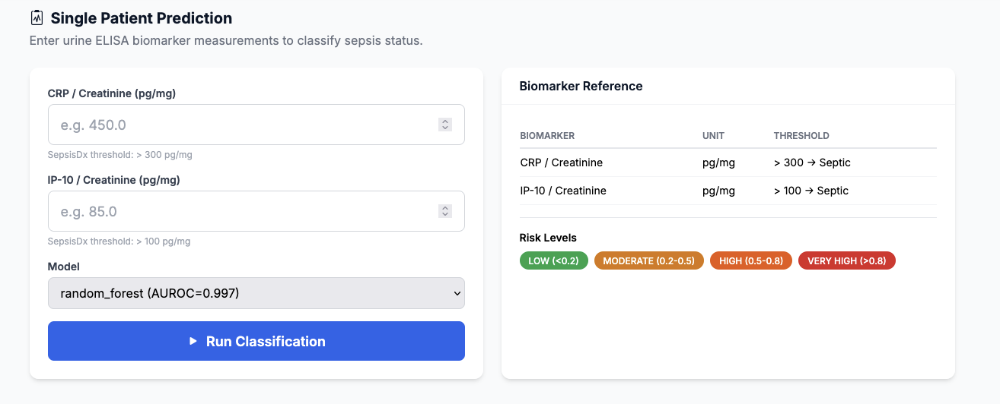 Single Patient Prediction
Enter urine ELISA biomarker measurements to classify sepsis status.
CRP / Creatinine (pg/mg)
e.g. 450.0
SepsisDx threshold: > 300 pg/mg
IP-10 / Creatinine (pg/mg)
e.g. 85.0
SepsisDx threshold: > 100 pg/mg
Model
random_forest (AUROC=0.997)
Run Classification
Biomarker Reference
BIOMARKER UNIT THRESHOLD
CRP / Creatinine pg/mg > 300 → Septic
IP-10 / Creatinine pg/mg > 100 → Septic
Risk Levels
LOW (<0.2) MODERATE (0.2-0.5) HIGH (0.5-0.8) VERY HIGH (>0.8)